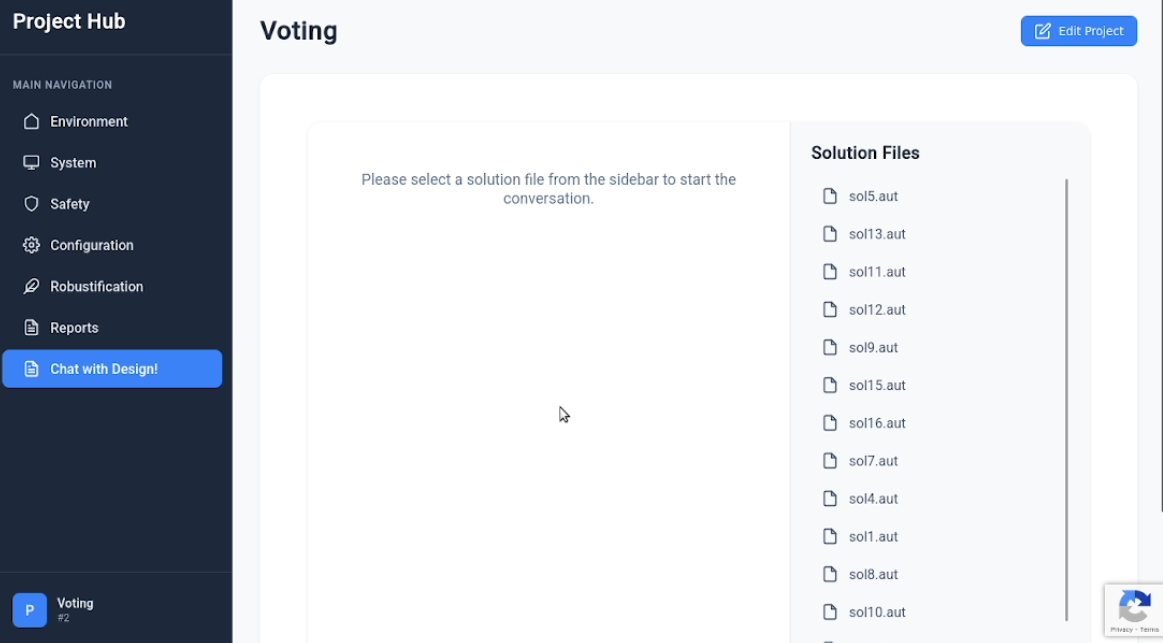 Project Hub
MAIN NAVIGATION
Environment
System
Safety
Configuration
Robustification
Reports
Chat with Design!
P
Voting
#2
Voting
Edit Project
Please select a solution file from the sidebar to start the
conversation.
Solution Files
sol5.aut
sol13.aut
sol11.aut
sol12.aut
sol9.aut
sol15.aut
sol16.aut
sol7.aut
sol4.aut
sol1.aut
sol8.aut
sol10.aut
Privacy - Terms